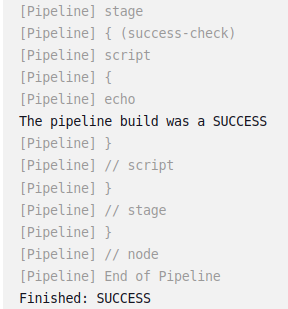 [Pipeline] stage
[Pipeline] { (success-check)
[Pipeline] script
[Pipeline] {
[Pipeline] echo
The pipeline build was a SUCCESS
[Pipeline] }
[Pipeline] // script
[Pipeline] }
[Pipeline] // stage
[Pipeline] }
[Pipeline] // node
[Pipeline] End of Pipeline
Finished: SUCCESS